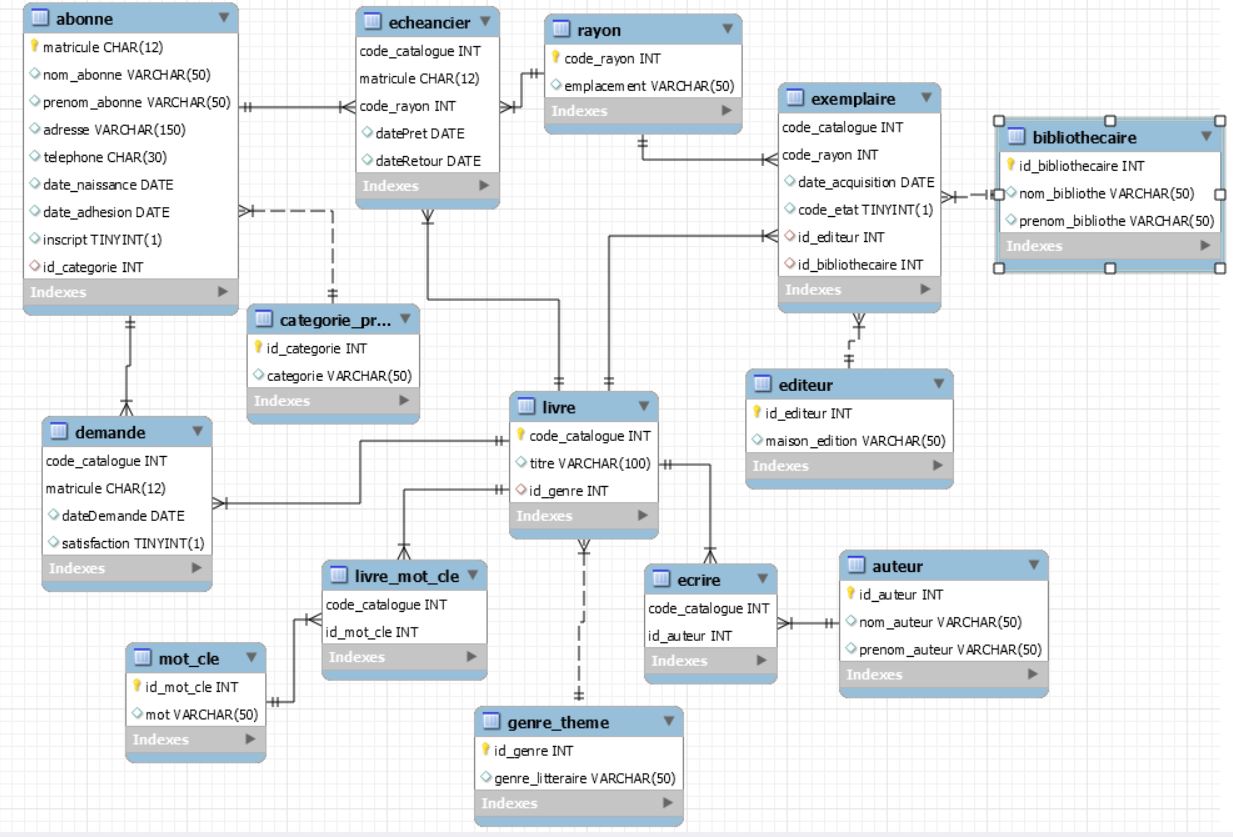 abonne
matricule CHAR(12)
nom_abonne VARCHAR(50)
prenom_abonne VARCHAR(50)
adresse VARCHAR(150)
telephone CHAR(30)
date_naissance DATE
date_adhesion DATE
inscript TINYINT(1)
id_categorie INT
Indexes
echeancier
code_catalogue INT
matricule CHAR(12)
code_rayon INT
datePret DATE
dateRetour DATE
Indexes
rayon
code_rayon INT
emplacement VARCHAR(50)
Indexes
exemplaire
code_catalogue INT
code_rayon INT
date_acquisition DATE
code_etat TINYINT(1)
id_editeur INT
id_bibliothecaire INT
Indexes
bibliothecaire
id_bibliothecaire INT
nom_bibliothe VARCHAR(50)
prenom_bibliothe VARCHAR(50)
Indexes
categorie_pr...
id_categorie INT
categorie VARCHAR(50)
Indexes
editeur
id_editeur INT
maison_edition VARCHAR(50)
Indexes
livre
code_catalogue INT
titre VARCHAR(100)
id_genre INT
Indexes
demande
code_catalogue INT
matricule CHAR(12)
dateDemande DATE
satisfaction TINYINT(1)
Indexes
livre_mot_cle
code_catalogue INT
id_mot_cle INT
Indexes
ecrire
code_catalogue INT
id_auteur INT
Indexes
auteur
id_auteur INT
nom_auteur VARCHAR(50)
prenom_auteur VARCHAR(50)
Indexes
mot_cle
id_mot_cle INT
mot VARCHAR(50)
Indexes
genre_theme
id_genre INT
genre_litteraire VARCHAR(50)
Indexes